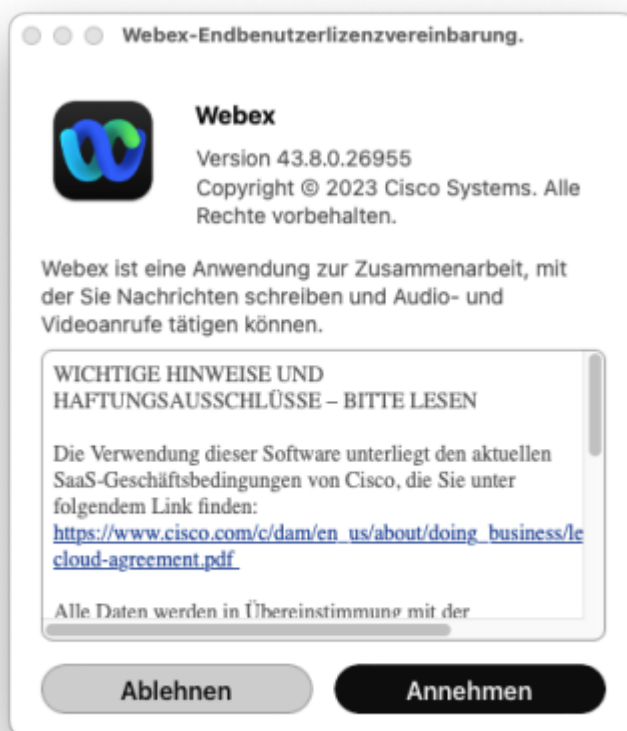 Webex-Endbenutzerlizenzvereinbarung.
Webex
Version 43.8.0.26955
Copyright © 2023 Cisco Systems. Alle
Rechte vorbehalten.
Webex ist eine Anwendung zur Zusammenarbeit, mit
der Sie Nachrichten schreiben und Audio- und
Videoanrufe tätigen können.
WICHTIGE HINWEISE UND
HAFTUNGSAUSSCHLÜSSE – BITTE LESEN
Die Verwendung dieser Software unterliegt den aktuellen
SaaS-Geschäftsbedingungen von Cisco, die Sie unter
folgendem Link finden:
https://www.cisco.com/c/dam/en_us/about/doing_business/le
cloud-agreement.pdf
Alle Daten werden in Übereinstimmung mit der
Ablehnen
Annehmen